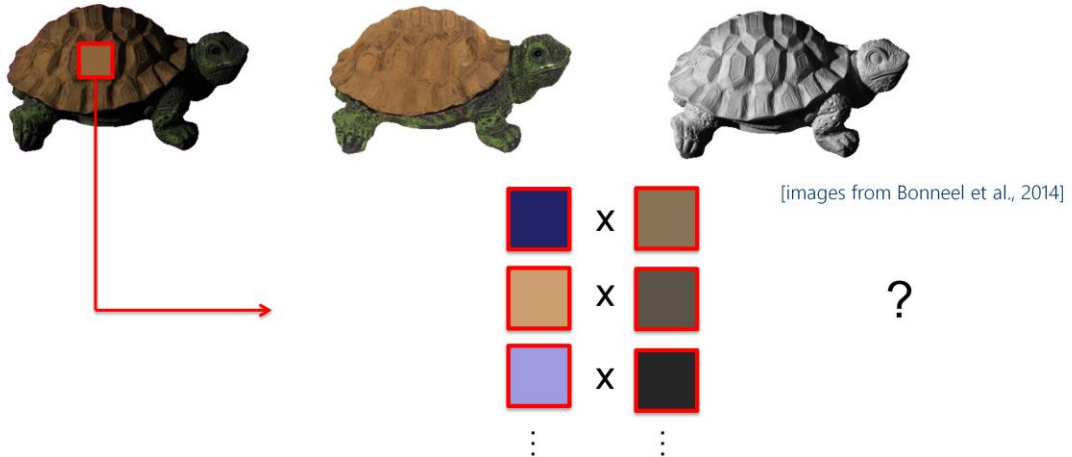 [images from Bonneel et al., 2014]
x
x
?
x
⋮ ⋮